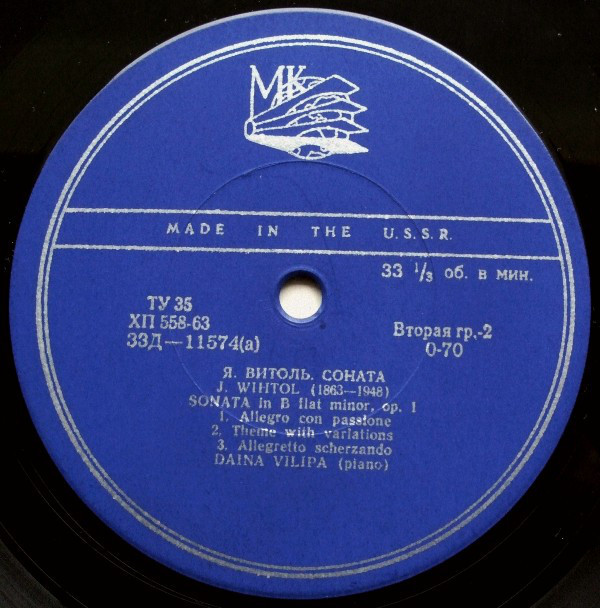 МК
MADE IN THE U.S.S.R.
33 1/3 об. в мин.
ТУ 35
ХП 558-63
33Д—11574(а)
Вторая гр.-2
0-70
Я. ВИТОЛЬ. СОНАТА
J. WIHTOL (1863—1948)
SONATA in B flat minor, op. 1
1. Allegro con passione
2. Theme with variations
3. Allegretto scherzando
DAINA VILIPA (piano)